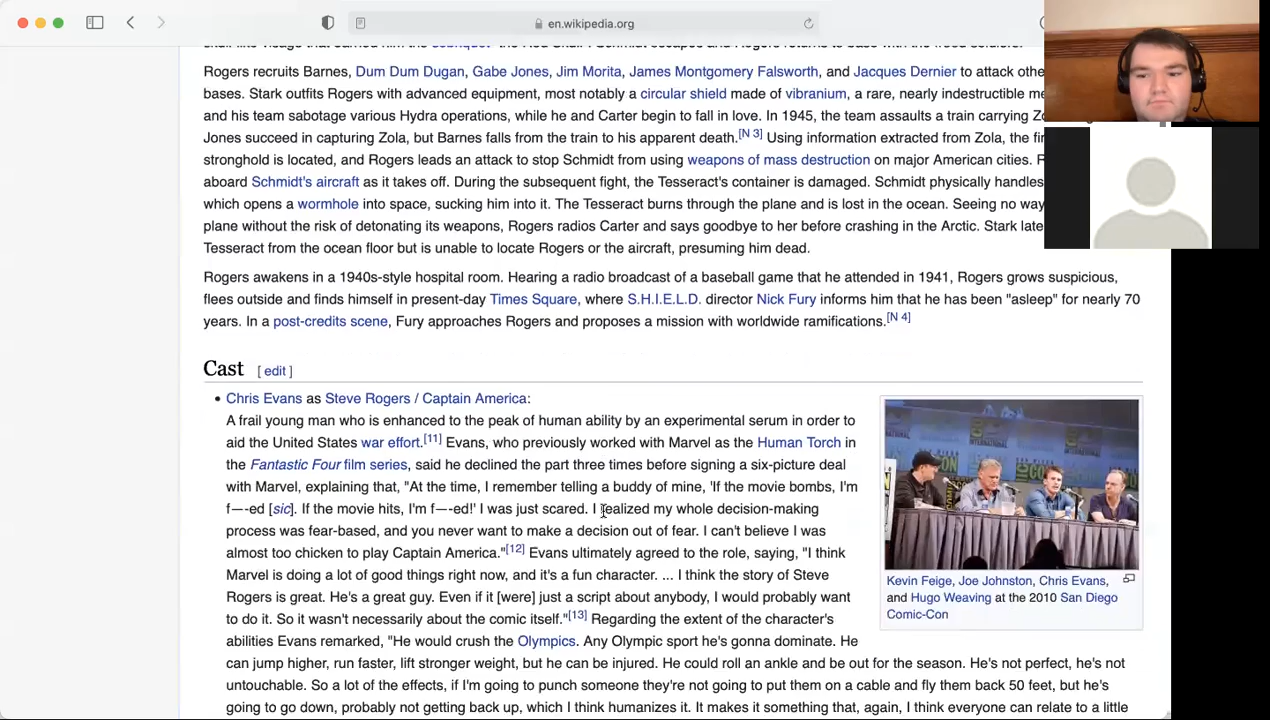 en.wikipedia.org
Rogers recruits Barnes, Dum Dum Dugan, Gabe Jones, Jim Morita, James Montgomery Falsworth, and Jacques Dernier to attack othe
bases. Stark outfits Rogers with advanced equipment, most notably a circular shield made of vibranium, a rare, nearly indestructible me
and his team sabotage various Hydra operations, while he and Carter begin to fall in love. In 1945, the team assaults a train carrying Zo
Jones succeed in capturing Zola, but Barnes falls from the train to his apparent death.[N 3] Using information extracted from Zola, the fin
stronghold is located, and Rogers leads an attack to stop Schmidt from using weapons of mass destruction on major American cities. R
aboard Schmidt's aircraft as it takes off. During the subsequent fight, the Tesseract's container is damaged. Schmidt physically handles
which opens a wormhole into space, sucking him into it. The Tesseract burns through the plane and is lost in the ocean. Seeing no way
plane without the risk of detonating its weapons, Rogers radios Carter and says goodbye to her before crashing in the Arctic. Stark late
Tesseract from the ocean floor but is unable to locate Rogers or the aircraft, presuming him dead.
Rogers awakens in a 1940s-style hospital room. Hearing a radio broadcast of a baseball game that he attended in 1941, Rogers grows suspicious,
flees outside and finds himself in present-day Times Square, where S.H.I.E.L.D. director Nick Fury informs him that he has been "asleep" for nearly 70
years. In a post-credits scene, Fury approaches Rogers and proposes a mission with worldwide ramifications.[N 4]
Cast [ edit ]
• Chris Evans as Steve Rogers / Captain America:
A frail young man who is enhanced to the peak of human ability by an experimental serum in order to
aid the United States war effort.[11] Evans, who previously worked with Marvel as the Human Torch in
the Fantastic Four film series, said he declined the part three times before signing a six-picture deal
with Marvel, explaining that, "At the time, I remember telling a buddy of mine, 'If the movie bombs, I'm
f—-ed [sic]. If the movie hits, I'm f—-ed!' I was just scared. I realized my whole decision-making
process was fear-based, and you never want to make a decision out of fear. I can't believe I was
almost too chicken to play Captain America."[12] Evans ultimately agreed to the role, saying, "I think
Marvel is doing a lot of good things right now, and it's a fun character. ... I think the story of Steve
Rogers is great. He's a great guy. Even if it [were] just a script about anybody, I would probably want
to do it. So it wasn't necessarily about the comic itself."[13] Regarding the extent of the character's
abilities Evans remarked, "He would crush the Olympics. Any Olympic sport he's gonna dominate. He
can jump higher, run faster, lift stronger weight, but he can be injured. He could roll an ankle and be out for the season. He's not perfect, he's not
untouchable. So a lot of the effects, if I'm going to punch someone they're not going to put them on a cable and fly them back 50 feet, but he's
going to go down, probably not getting back up, which I think humanizes it. It makes it something that, again, I think everyone can relate to a little
Kevin Feige, Joe Johnston, Chris Evans,
and Hugo Weaving at the 2010 San Diego
Comic-Con